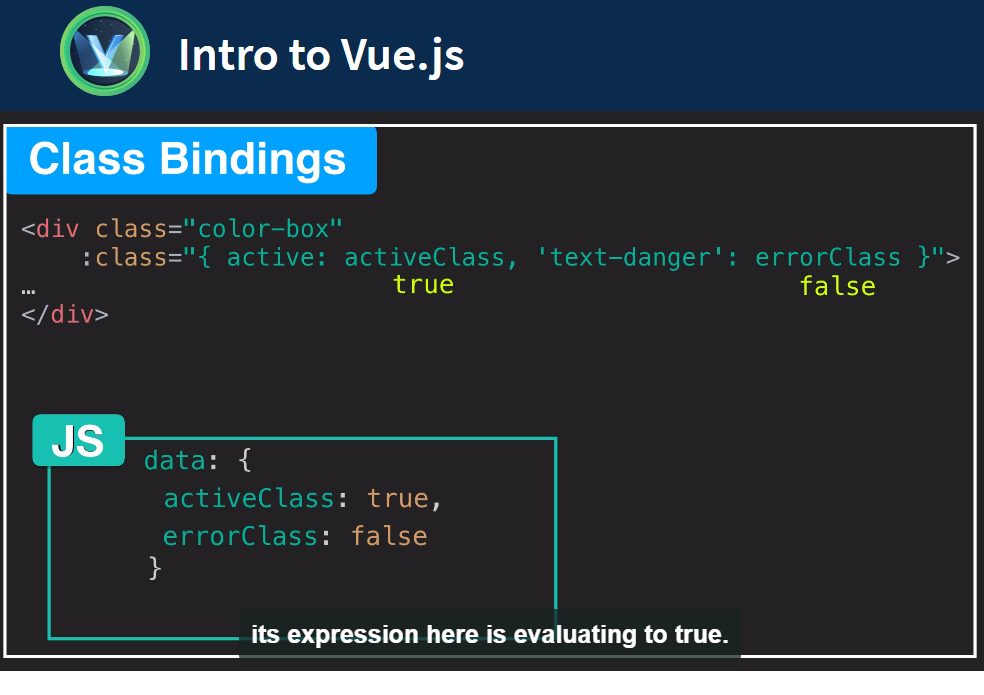 Intro to Vue.js
Class Bindings
<div class="color-box"
:class="{ active: activeClass, 'text-danger': errorClass }">
true false
…
</div>
JS
data: {
activeClass: true,
errorClass: false
}
its expression here is evaluating to true.